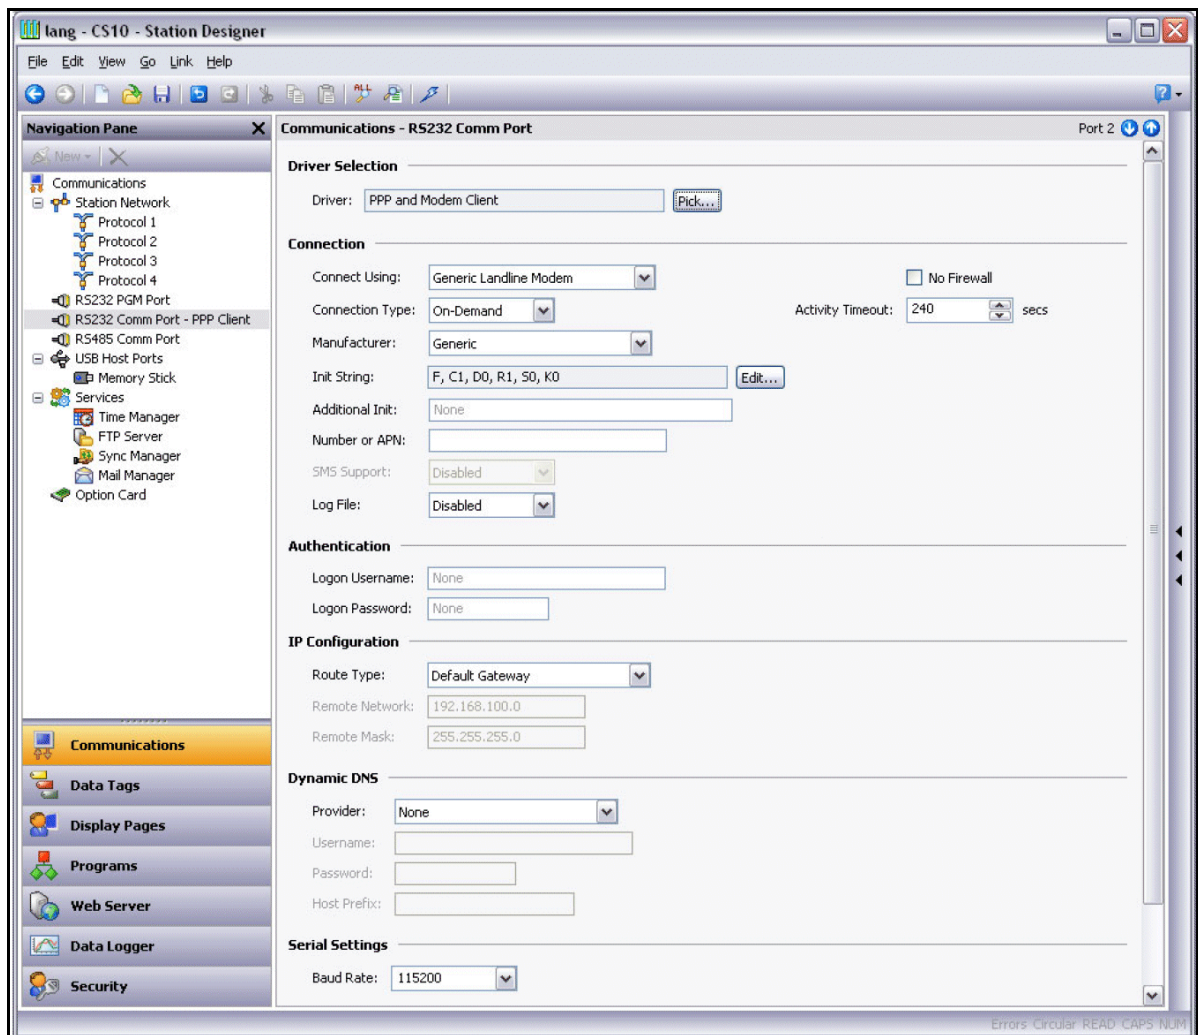 lang - CS10 - Station Designer
File Edit View Go Link Help
ALL
Navigation Pane
New
Communications
Station Network
Protocol 1
Protocol 2
Protocol 3
Protocol 4
RS232 PGM Port
RS232 Comm Port - PPP Client
RS485 Comm Port
USB Host Ports
Memory Stick
Services
Time Manager
FTP Server
Sync Manager
Mail Manager
Option Card
Communications
Data Tags
Display Pages
Programs
Web Server
Data Logger
Security
Communications - RS232 Comm Port Port 2
Driver Selection
Driver: PPP and Modem Client Pick...
Connection
Connect Using: Generic Landline Modem No Firewall
Connection Type: On-Demand Activity Timeout: 240 secs
Manufacturer: Generic
Init String: F, C1, D0, R1, S0, K0 Edit...
Additional Init: None
Number or APN:
SMS Support: Disabled
Log File: Disabled
Authentication
Logon Username: None
Logon Password: None
IP Configuration
Route Type: Default Gateway
Remote Network: 192.168.100.0
Remote Mask: 255.255.255.0
Dynamic DNS
Provider: None
Username:
Password:
Host Prefix:
Serial Settings
Baud Rate: 115200
Errors Circular READ CAPS NUM